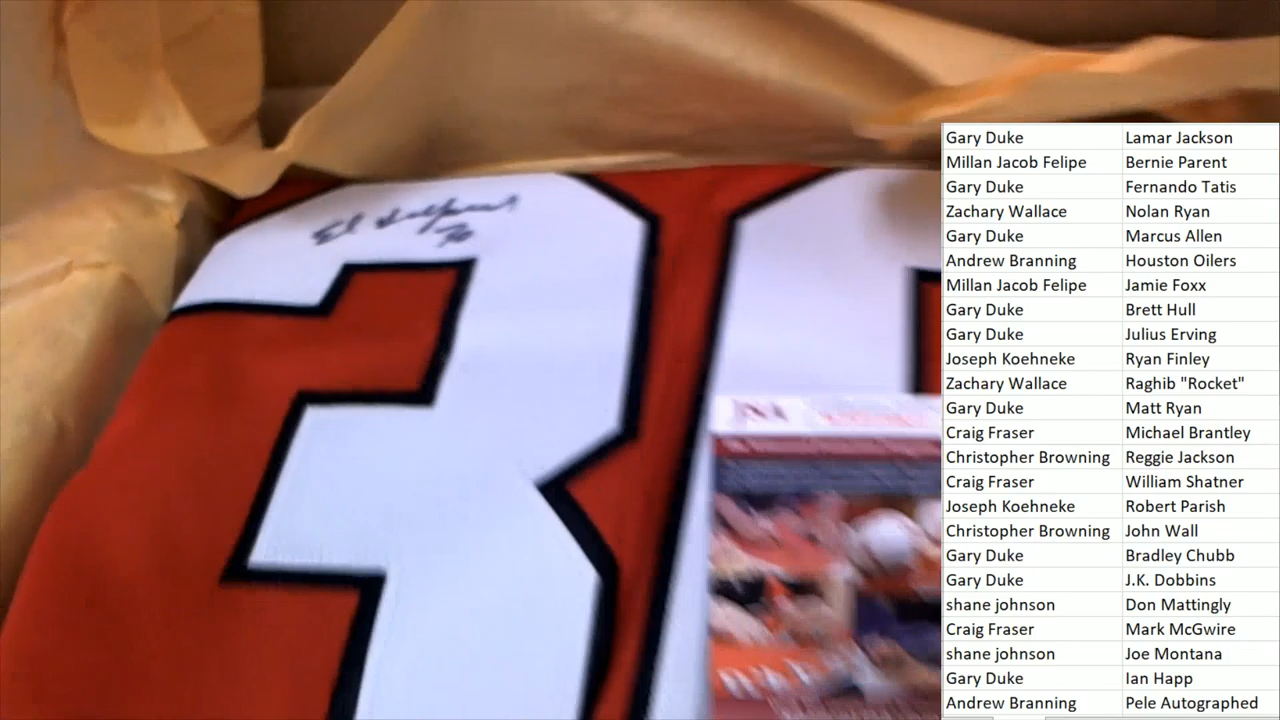 3
Gary Duke Lamar Jackson
Millan Jacob Felipe Bernie Parent
Gary Duke Fernando Tatis
Zachary Wallace Nolan Ryan
Gary Duke Marcus Allen
Andrew Branning Houston Oilers
Millan Jacob Felipe Jamie Foxx
Gary Duke Brett Hull
Gary Duke Julius Erving
Joseph Koehneke Ryan Finley
Zachary Wallace Raghib "Rocket"
Gary Duke Matt Ryan
Craig Fraser Michael Brantley
Christopher Browning Reggie Jackson
Craig Fraser William Shatner
Joseph Koehneke Robert Parish
Christopher Browning John Wall
Gary Duke Bradley Chubb
Gary Duke J.K. Dobbins
shane johnson Don Mattingly
Craig Fraser Mark McGwire
shane johnson Joe Montana
Gary Duke Ian Happ
Andrew Branning Pele Autographed